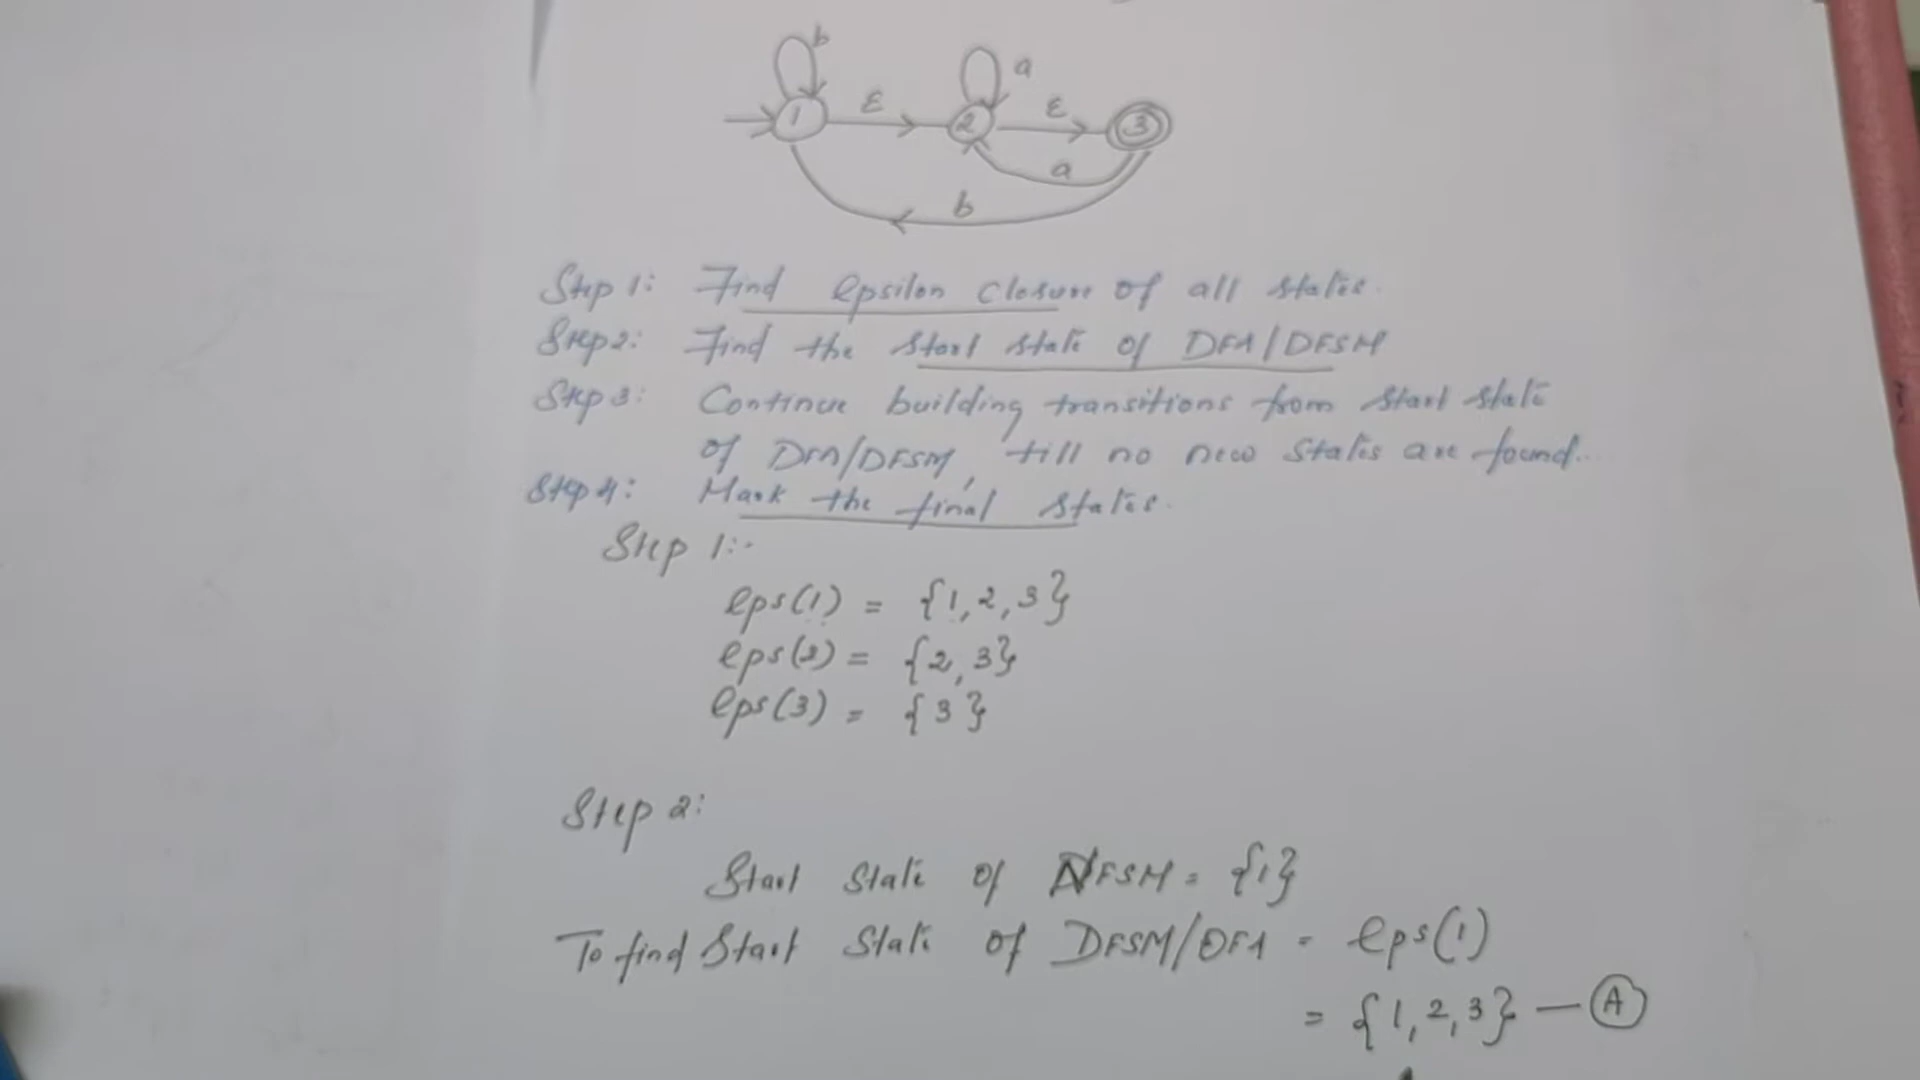 b
a
1 ε 2 ε 3
a
b
Step 1: Find epsilon closure of all states.
Step 2: Find the start state of DFA/DFSM
Step 3: Continue building transitions from start state
of DFA/DFSM, till no new states are found..
Step 4: Mark the final states.
Step 1:-
eps(1) = {1, 2, 3}
eps(2) = {2, 3}
eps(3) = {3}
Step 2:
Start State of NFSM = {1}
To find Start State of DFSM/DFA = eps(1)
= {1, 2, 3} — A